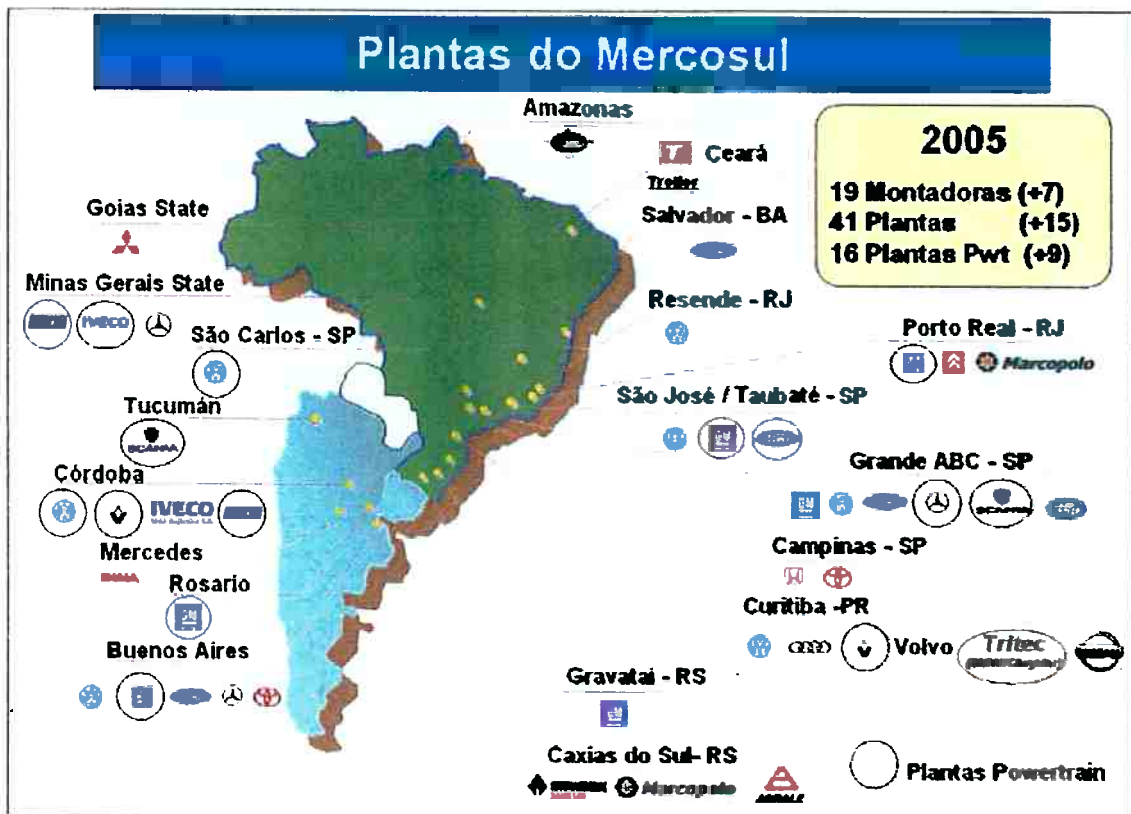 Plantas do Mercosul
Amazonas
Ceará
Troller
Salvador - BA
2005
19 Montadoras (+7)
41 Plantas (+15)
16 Plantas Pwt (+9)
Goias State
Minas Gerais State
IVECO
São Carlos - SP
Resende - RJ
Porto Real - RJ
Marcopolo
Tucumán
SCANIA
São José / Taubaté - SP
Córdoba
IVECO
Grande ABC - SP
SCANIA
Mercedes
Campinas - SP
Rosario
Curitiba -PR
Volvo
Tritec
Buenos Aires
Gravatai - RS
Caxias do Sul- RS
Marcopolo
AGRALE
Plantas Powertrain